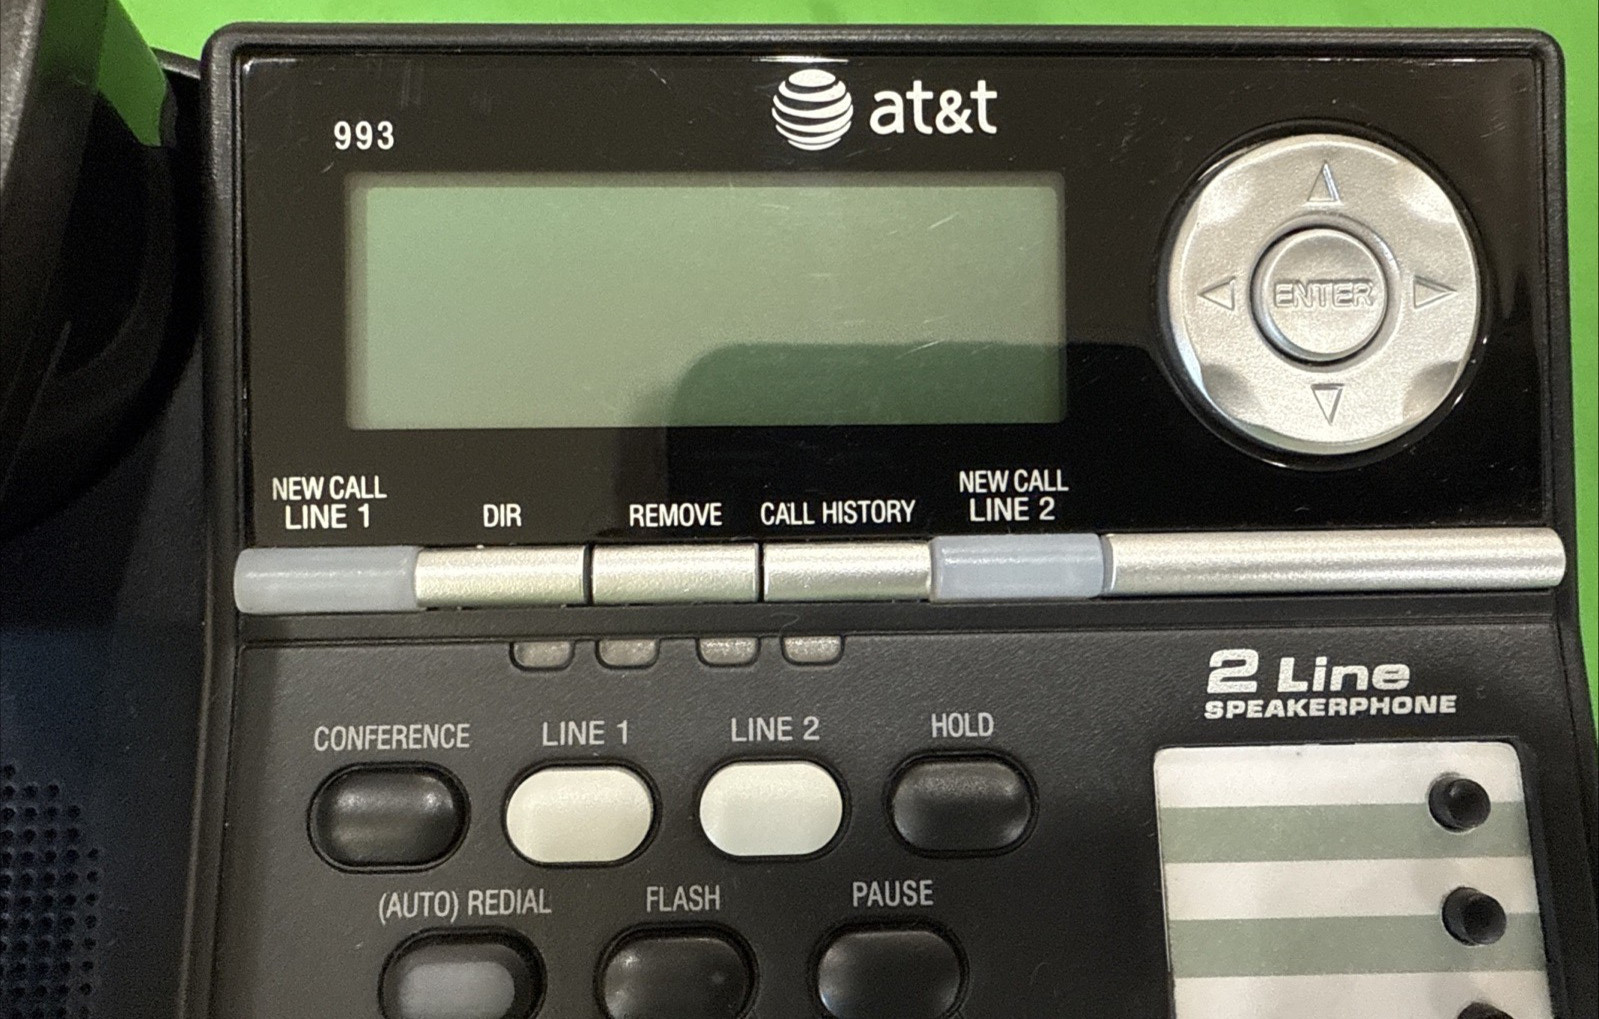 at&t
993
ENTER
NEW CALL
LINE 1
DIR
REMOVE
CALL HISTORY
NEW CALL
LINE 2
2 Line
SPEAKERPHONE
CONFERENCE
LINE 1
LINE 2
HOLD
(AUTO) REDIAL
FLASH
PAUSE